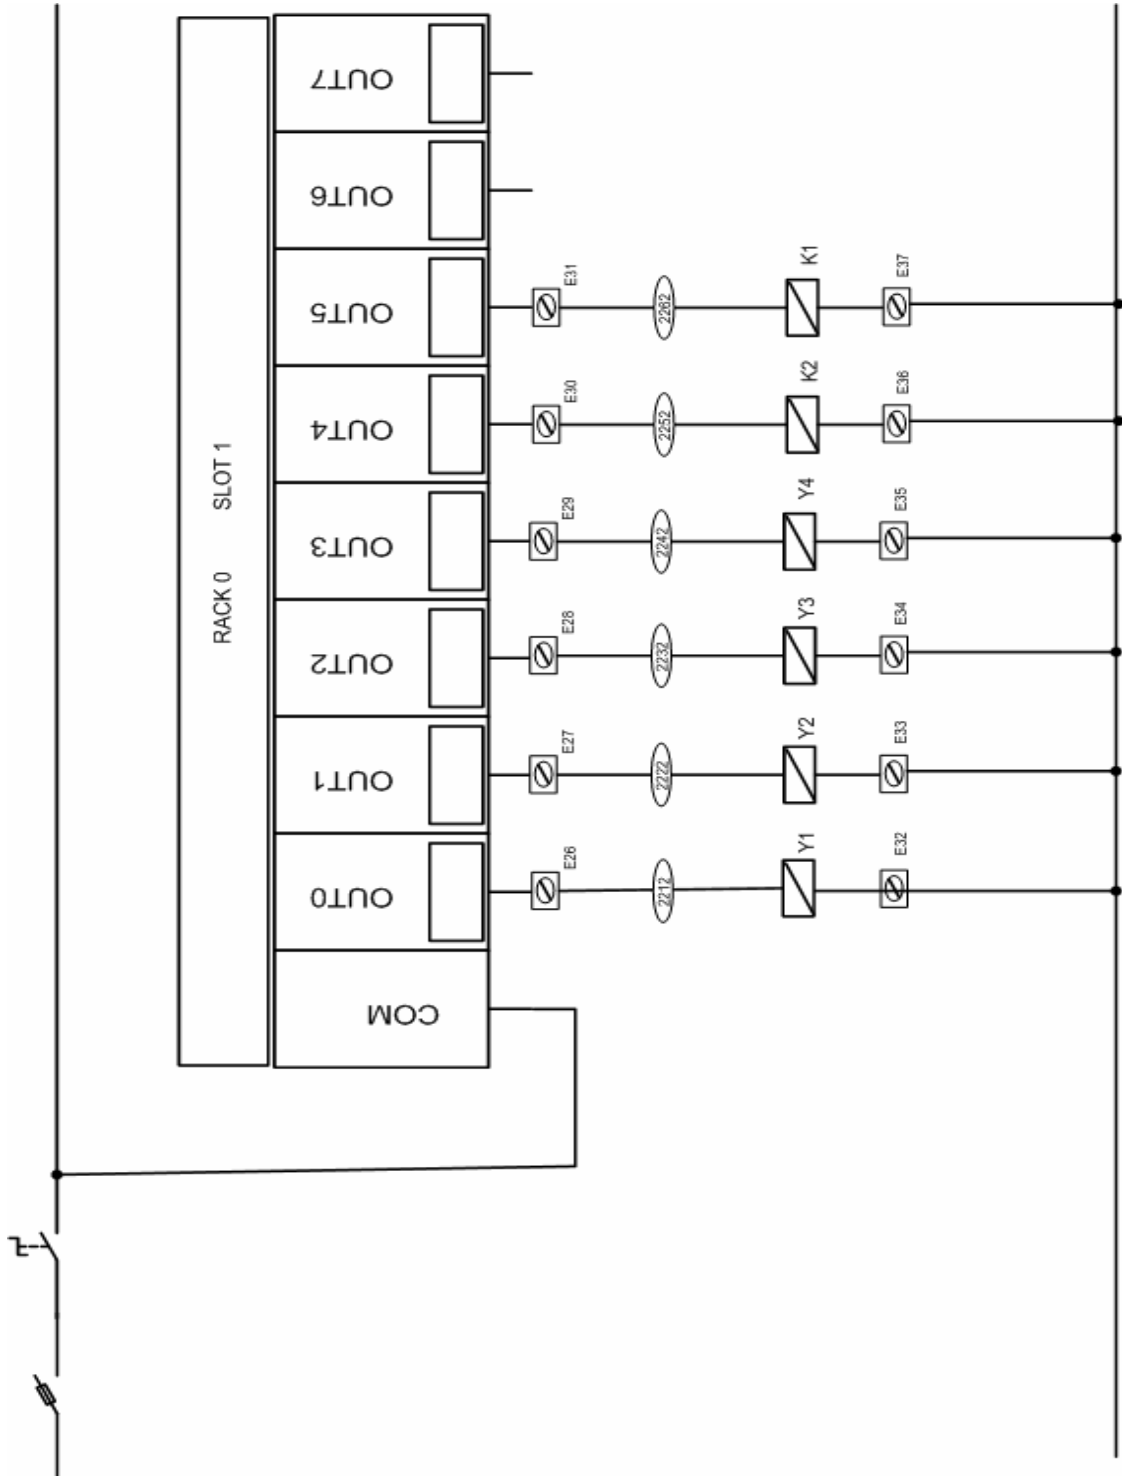 RACK 0 SLOT 1
OUT7
OUT6
OUT5
E31
2262
K1
E37
OUT4
E30
2252
K2
E36
OUT3
E29
2242
Y4
E35
OUT2
E28
2232
Y3
E34
OUT1
E27
2222
Y2
E33
OUT0
E26
2212
Y1
E32
COM